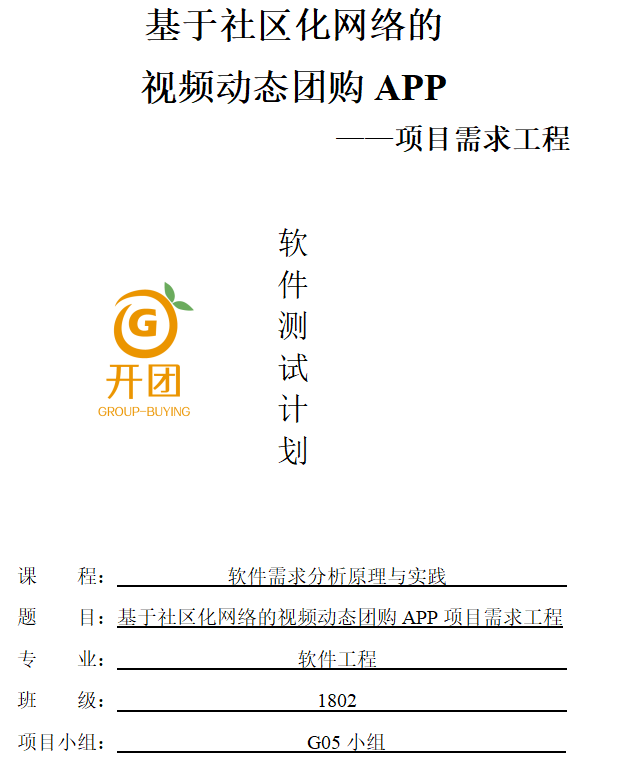 基于社区化网络的
视频动态团购 APP
——项目需求工程
软
件
测
试
计
划
G
开团
GROUP-BUYING
课 程： 软件需求分析原理与实践
题 目： 基于社区化网络的视频动态团购 APP 项目需求工程
专 业： 软件工程
班 级： 1802
项目小组： G05 小组